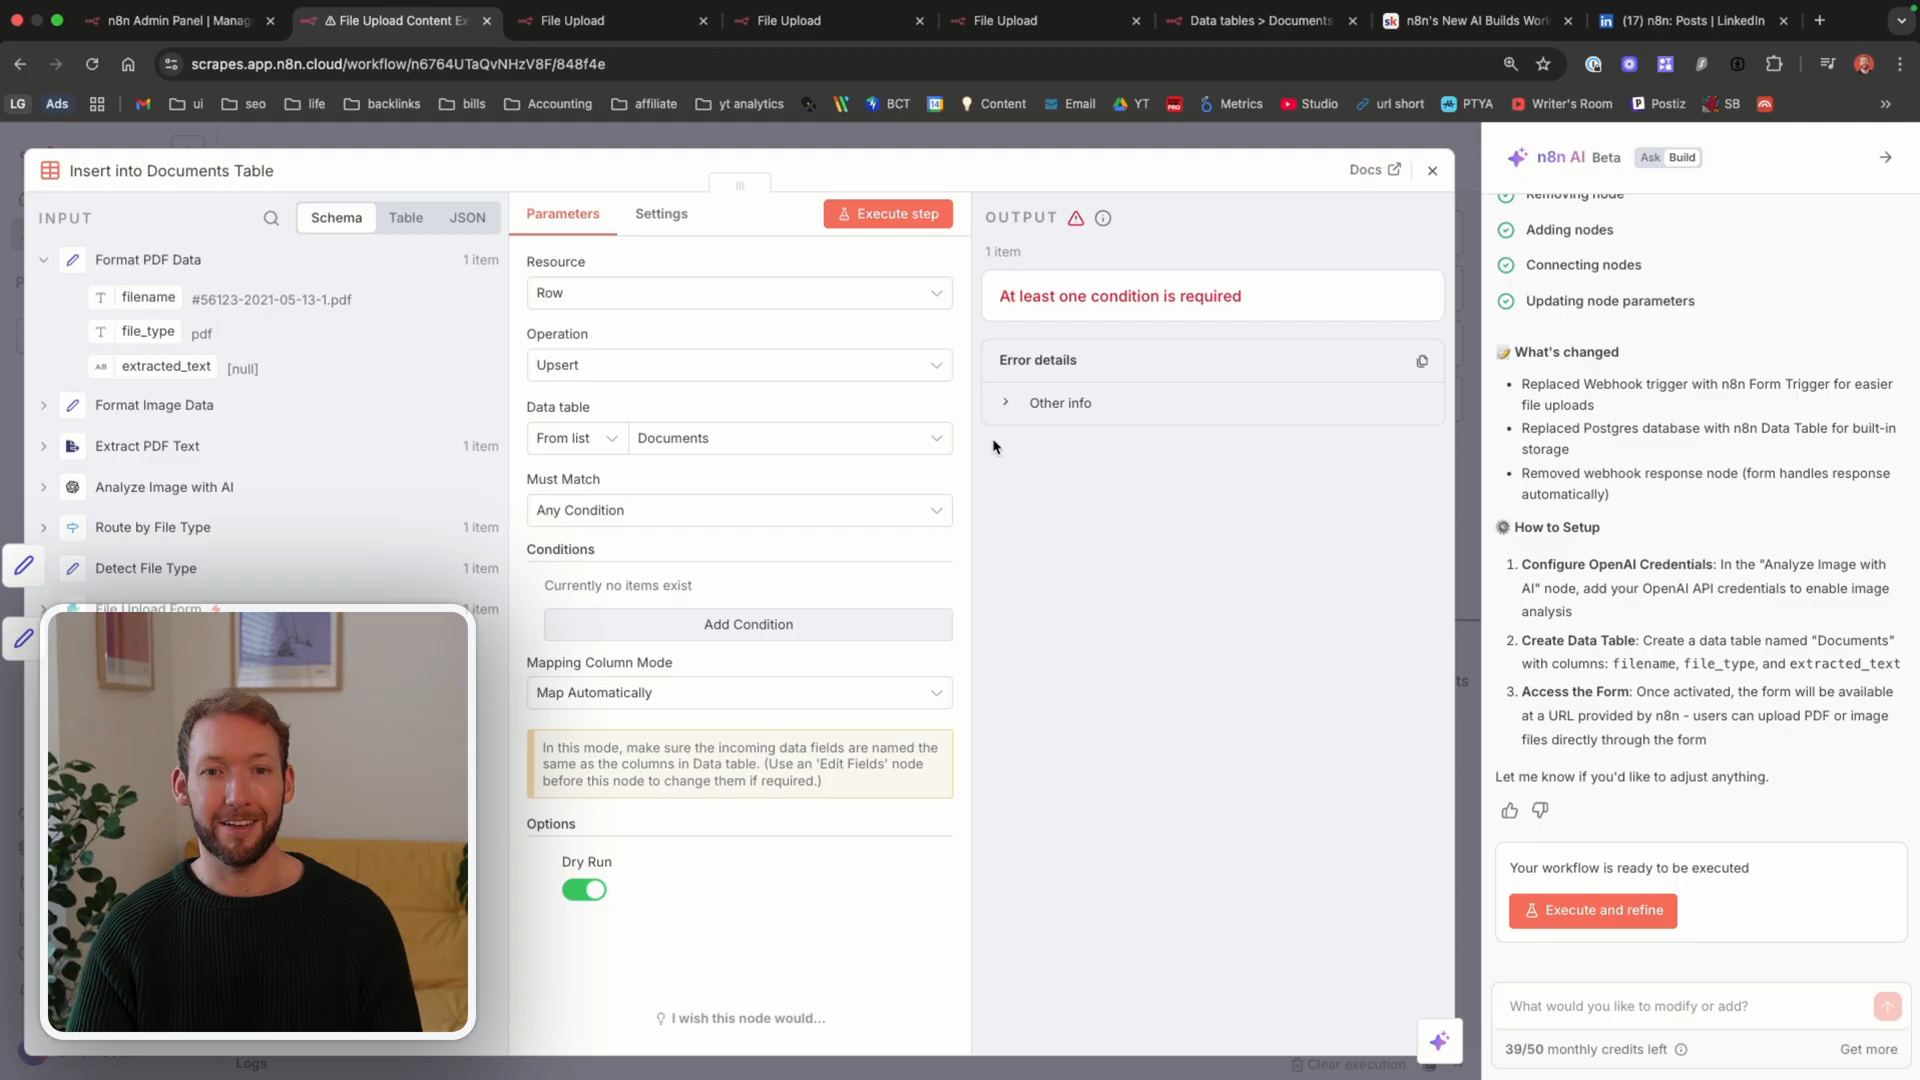 n8n Admin Panel | Manag
⚠ File Upload Content Ex
File Upload
File Upload
File Upload
Data tables > Documents
n8n's New AI Builds Work
(17) n8n: Posts | LinkedIn
scrapes.app.n8n.cloud/workflow/n6764UTaQvNHzV8F/848f4e
LG
Ads
ui
seo
life
backlinks
bills
Accounting
affiliate
yt analytics
BCT
Content
Email
YT
Metrics
Studio
url short
PTYA
Writer's Room
Postiz
SB
Insert into Documents Table
Docs
INPUT
Schema
Table
JSON
Format PDF Data
1 item
filename
#56123-2021-05-13-1.pdf
file_type
pdf
extracted_text
[null]
Format Image Data
Extract PDF Text
1 item
Analyze Image with AI
Route by File Type
1 item
Detect File Type
1 item
File Upload Form
1 item
Parameters
Settings
Execute step
Resource
Row
Operation
Upsert
Data table
From list
Documents
Must Match
Any Condition
Conditions
Currently no items exist
Add Condition
Mapping Column Mode
Map Automatically
In this mode, make sure the incoming data fields are named the
same as the columns in Data table. (Use an 'Edit Fields' node
before this node to change them if required.)
Options
Dry Run
I wish this node would...
OUTPUT
1 item
At least one condition is required
Error details
Other info
Logs
Clear execution
n8n AI
Beta
Ask
Build
Removing node
Adding nodes
Connecting nodes
Updating node parameters
📝 What's changed
• Replaced Webhook trigger with n8n Form Trigger for easier
file uploads
• Replaced Postgres database with n8n Data Table for built-in
storage
• Removed webhook response node (form handles response
automatically)
⚙️ How to Setup
1. Configure OpenAI Credentials: In the "Analyze Image with
AI" node, add your OpenAI API credentials to enable image
analysis
2. Create Data Table: Create a data table named "Documents"
with columns: filename, file_type, and extracted_text
3. Access the Form: Once activated, the form will be available
at a URL provided by n8n - users can upload PDF or image
files directly through the form
Let me know if you'd like to adjust anything.
Your workflow is ready to be executed
Execute and refine
What would you like to modify or add?
39/50 monthly credits left
Get more